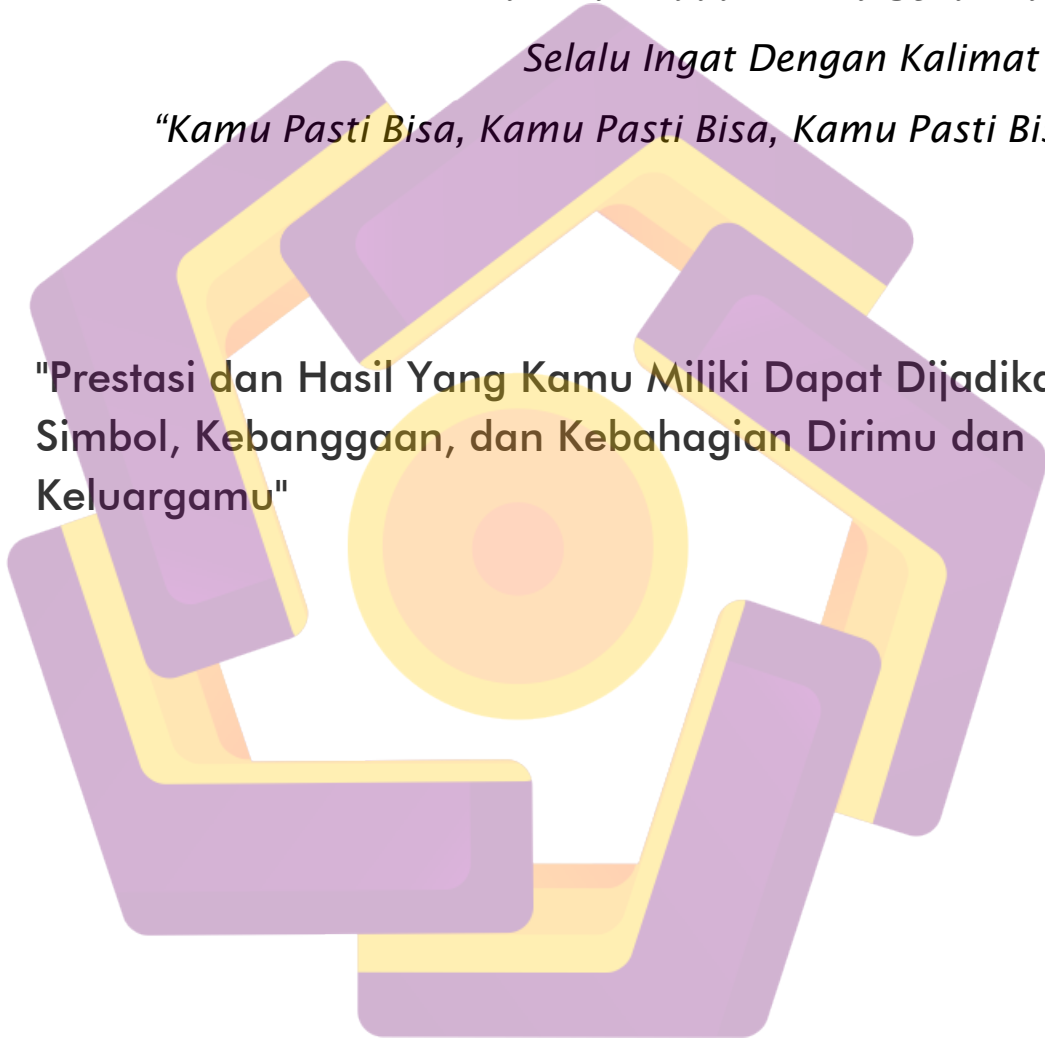 Selalu Ingat Dengan Kalimat
“Kamu Pasti Bisa, Kamu Pasti Bisa, Kamu Pasti
"Prestasi dan Hasil Yang Kamu Miliki Dapat
Simbol, Kebanggaan, dan Kebahagian Dirimu dan
Keluargamu"